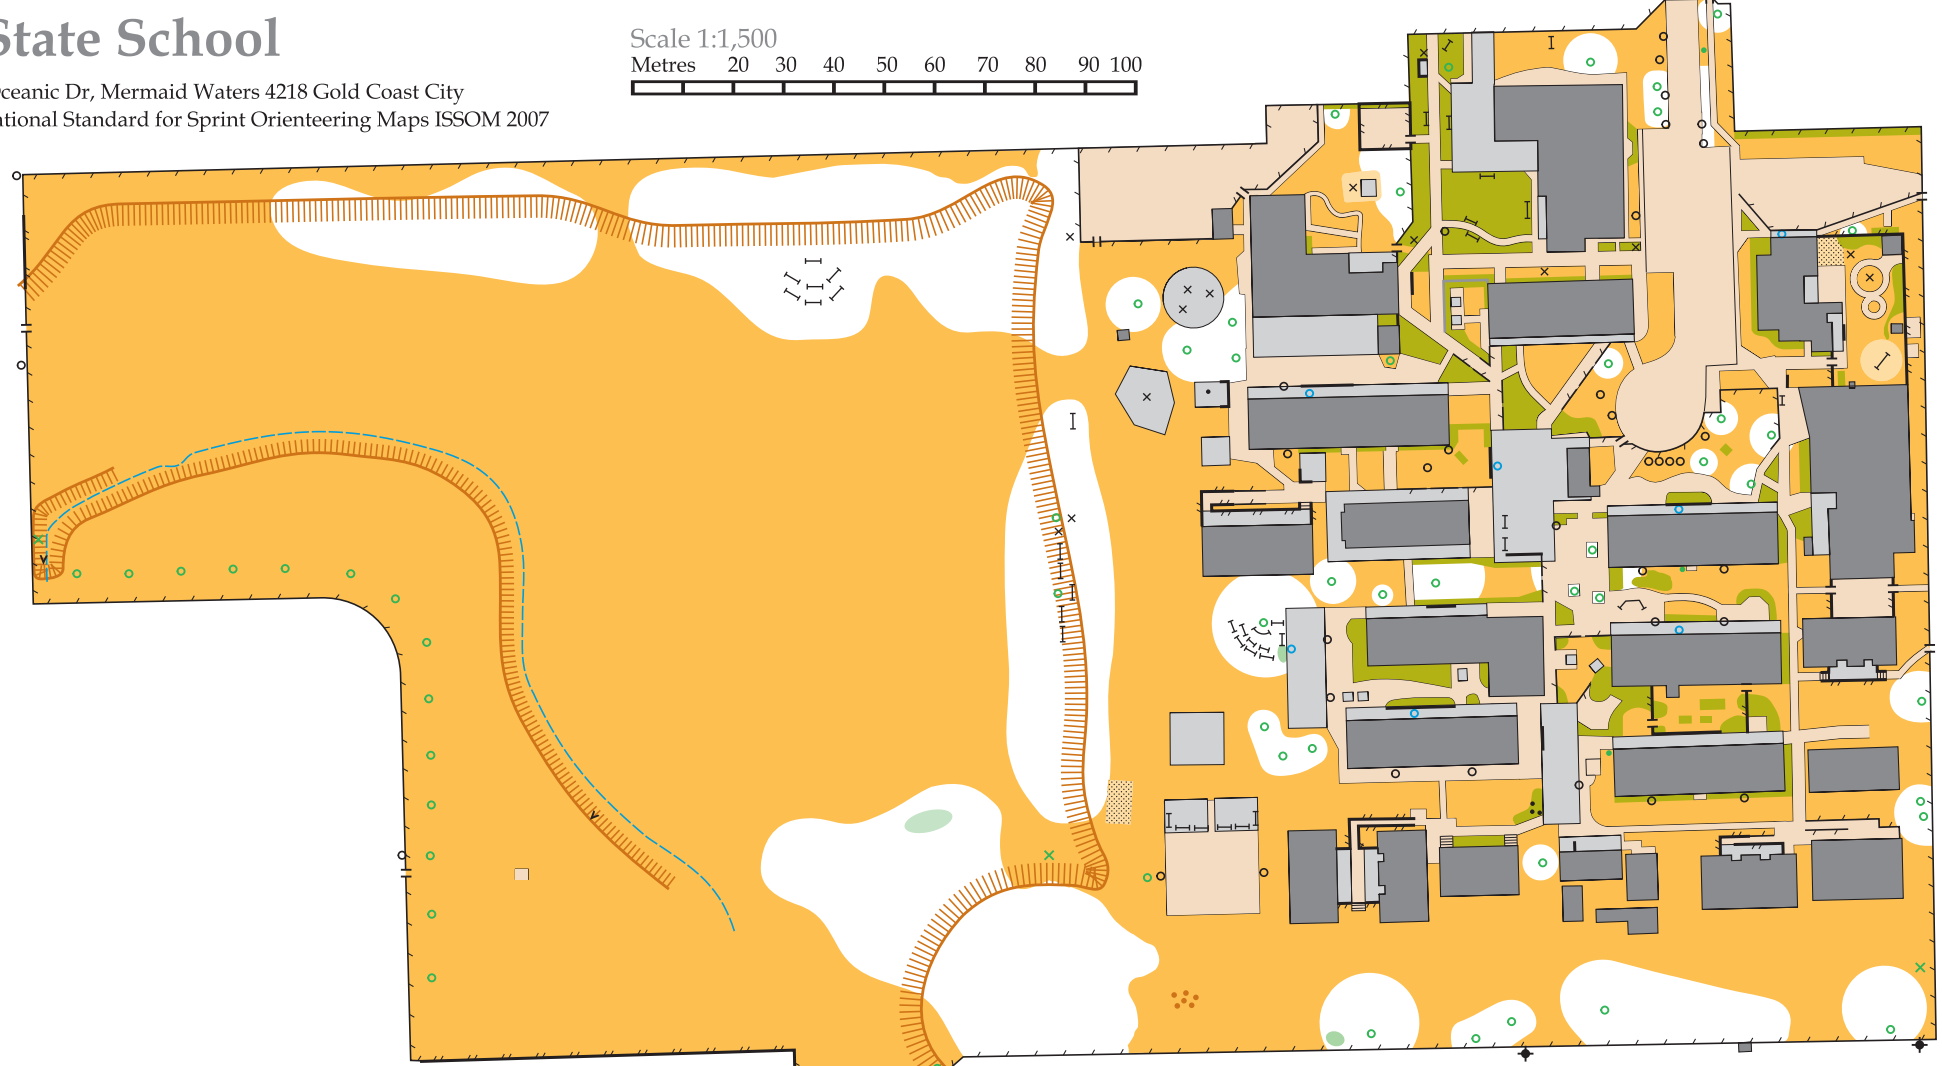 State School
Scale 1:1,500
Metres 20 30 40 50 60 70 80 90 100
ceanic Dr, Mermaid Waters 4218 Gold Coast City
ational Standard for Sprint Orienteering Maps ISSOM 2007